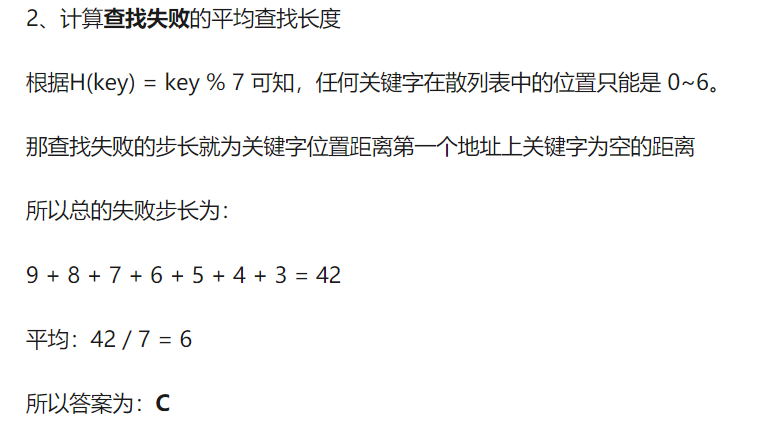 2、计算查找失败的平均查找长度
根据H(key) = key % 7 可知，任何关键字在散列表中的位置只能是 0~6。
那查找失败的步长就为关键字位置距离第一个地址上关键字为空的距离
所以总的失败步长为：
9 + 8 + 7 + 6 + 5 + 4 + 3 = 42
平均：42 / 7 = 6
所以答案为：C